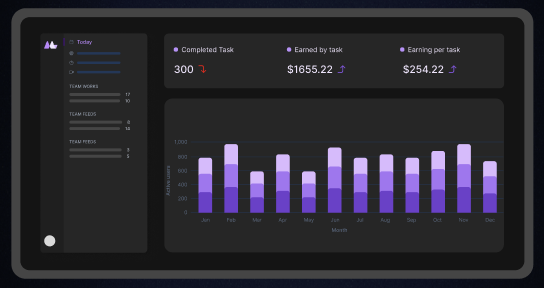 Today
TEAM WORKS
17
10
TEAM FEEDS
6
14
TEAM FEEDS
3
5
Completed Task
300
Earned by task
$1655.22
Earning per task
$254.22
Active users
1,000
800
600
400
200
0
Jan
Feb
Mar
Apr
May
Jun
Jul
Aug
Sep
Oct
Nov
Dec
Month